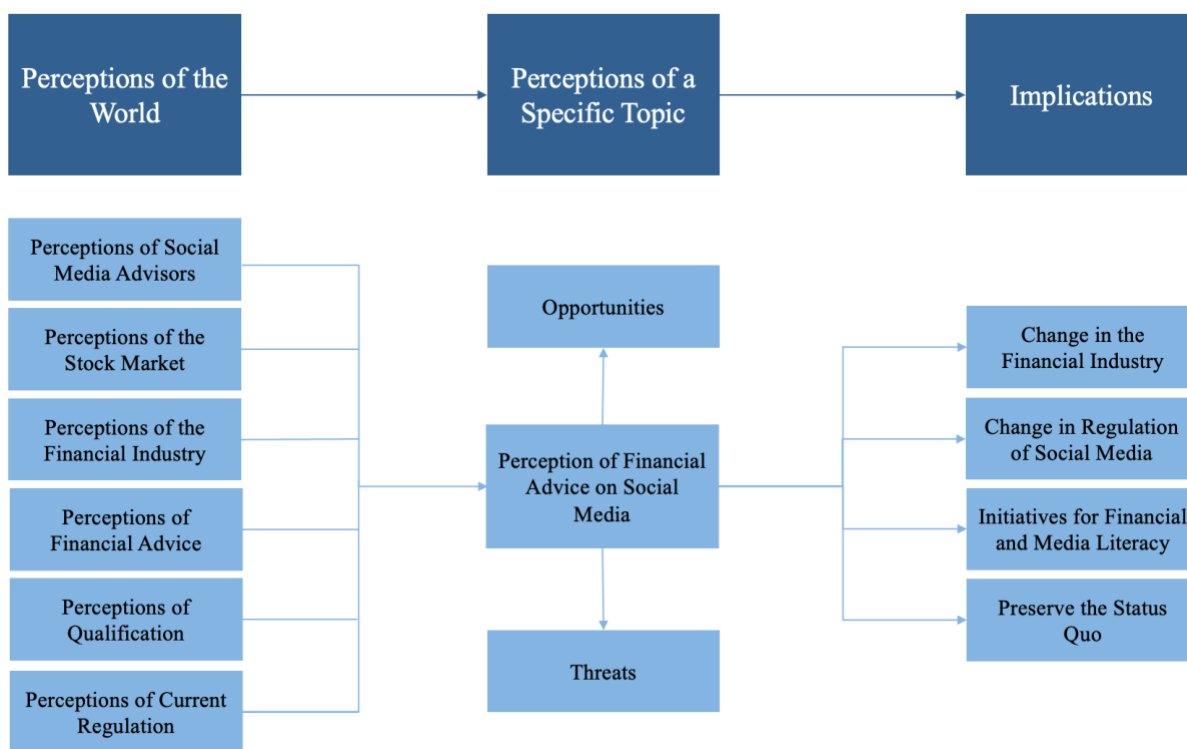 Perceptions of the
World
Perceptions of a
Specific Topic
Implications
Perceptions of Social
Media Advisors
Perceptions of the
Stock Market
Perceptions of the
Financial Industry
Perceptions of
Financial Advice
Perceptions of
Qualification
Perceptions of Current
Regulation
Opportunities
Perception of Financial
Advice on Social
Media
Threats
Change in the
Financial Industry
Change in Regulation
of Social Media
Initiatives for Financial
and Media Literacy
Preserve the Status
Quo